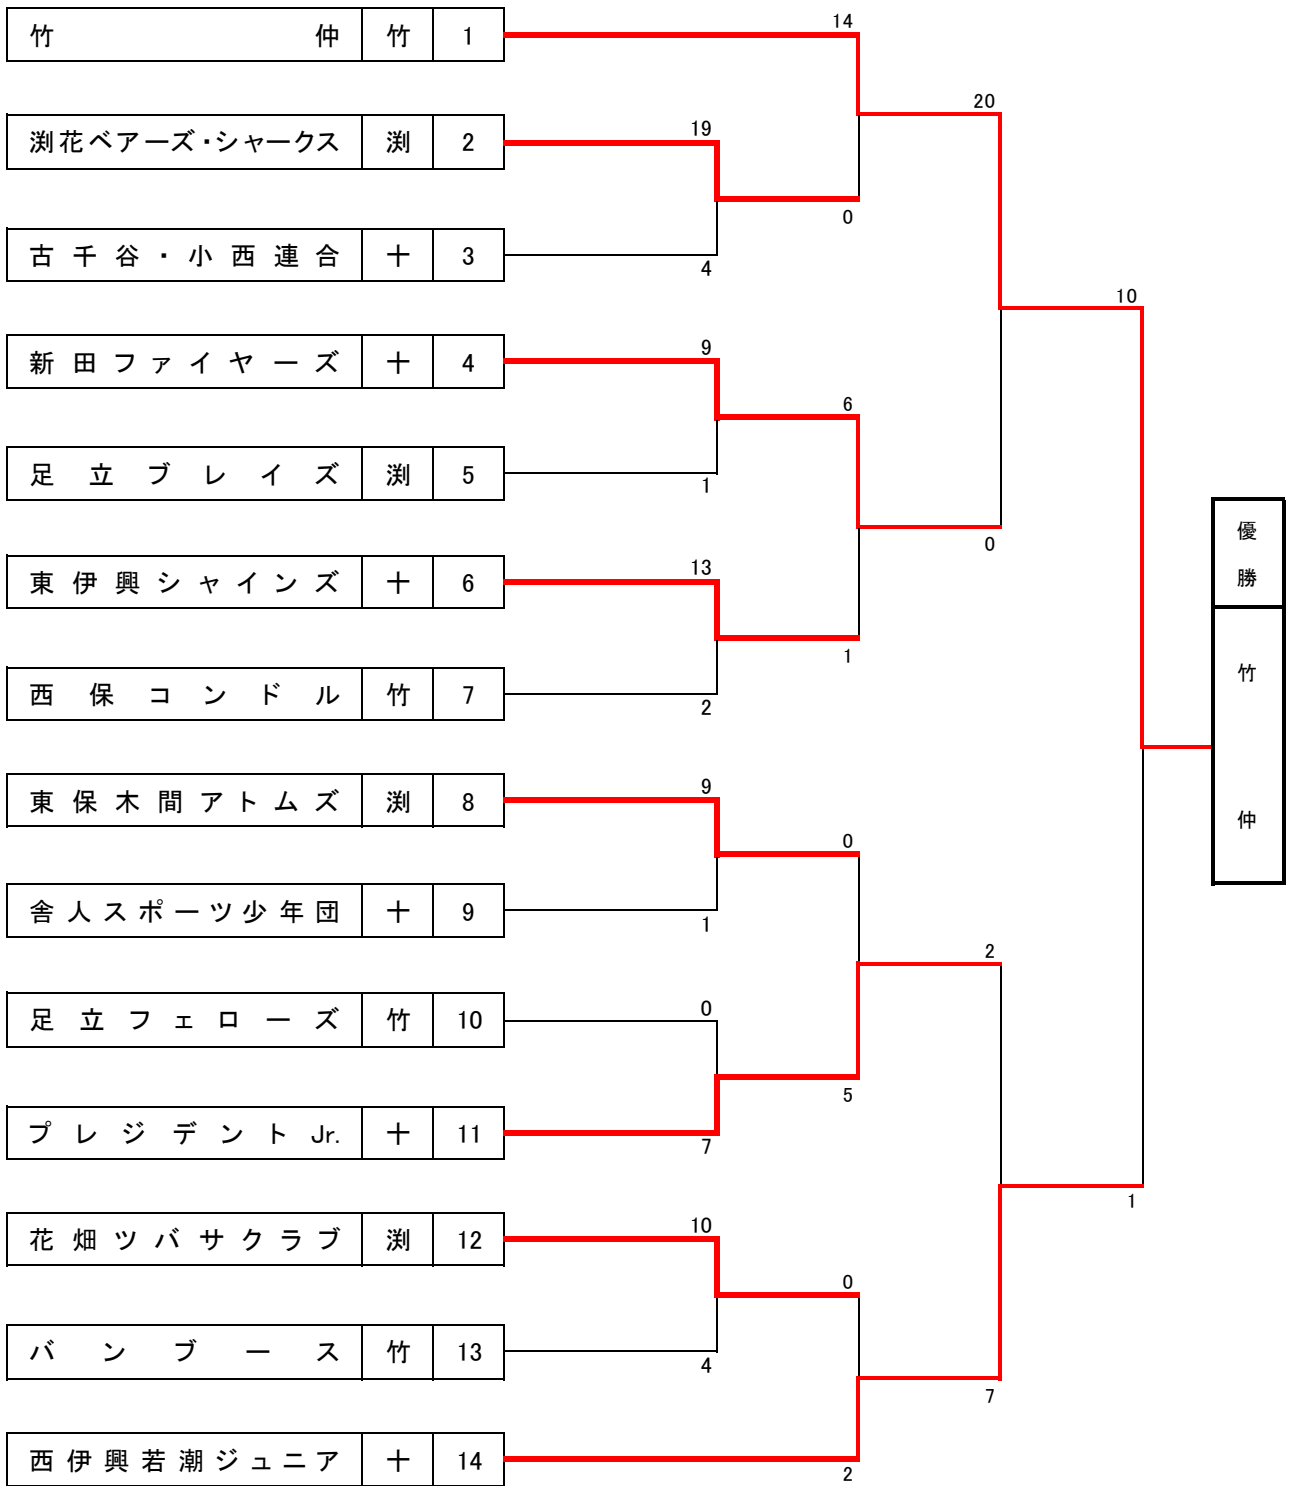 竹仲 竹 1
14
20
渕花ベアーズ・シャークス 渕 2
19
0
古千谷・小西連合 十 3
4
10
新田ファイヤーズ 十 4
9
6
足立ブレイズ 渕 5
1
0
東伊興シャインズ 十 6
13
1
西保コンドル 竹 7
2
優勝
竹仲
東保木間アトムズ 渕 8
9
0
舎人スポーツ少年団 十 9
1
2
足立フェローズ 竹 10
0
5
プレジデントJr. 十 11
7
1
花畑ツバサクラブ 渕 12
10
0
バンブース 竹 13
4
7
西伊興若潮ジュニア 十 14
2